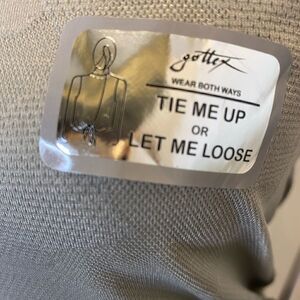 gottex
WEAR BOTH WAYS
TIE ME UP
OR
LET ME LOOSE